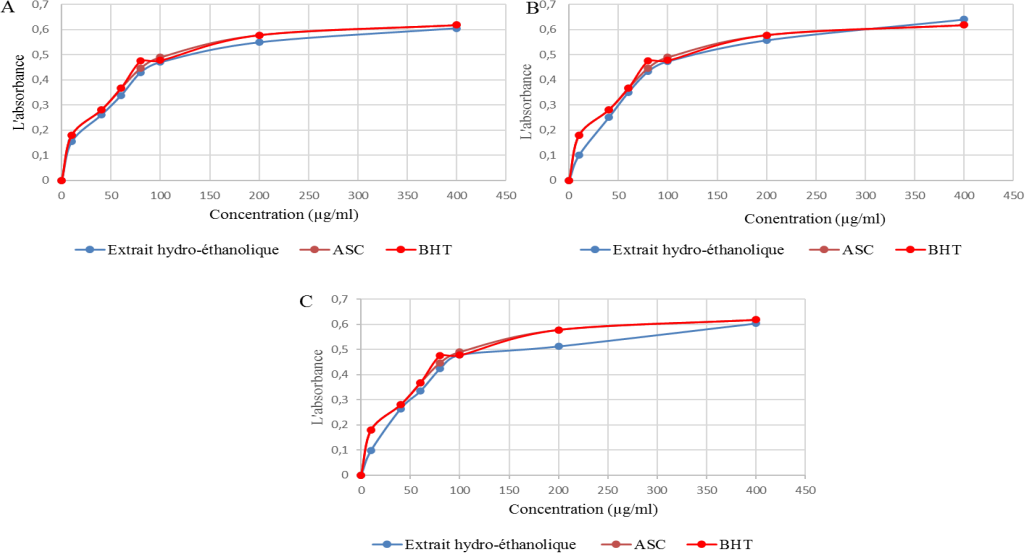 A
0,7
0,6
0,5
0,4
0,3
0,2
0,1
0
L'absorbance
0 50 100 150 200 250 300 350 400 450
Concentration (µg/ml)
Extrait hydro-éthanolique ASC BHT
B
0,7
0,6
0,5
0,4
0,3
0,2
0,1
0
L'absorbance
0 50 100 150 200 250 300 350 400 450
Conentration (µg/ml)
Extrait hydro-éthanolique ASC BHT
C
0,7
0,6
0,5
0,4
0,3
0,2
0,1
0
L'absorbance
0 50 100 150 200 250 300 350 400 450
Concentration (µg/ml)
Extrait hydro-éthanolique ASC BHT